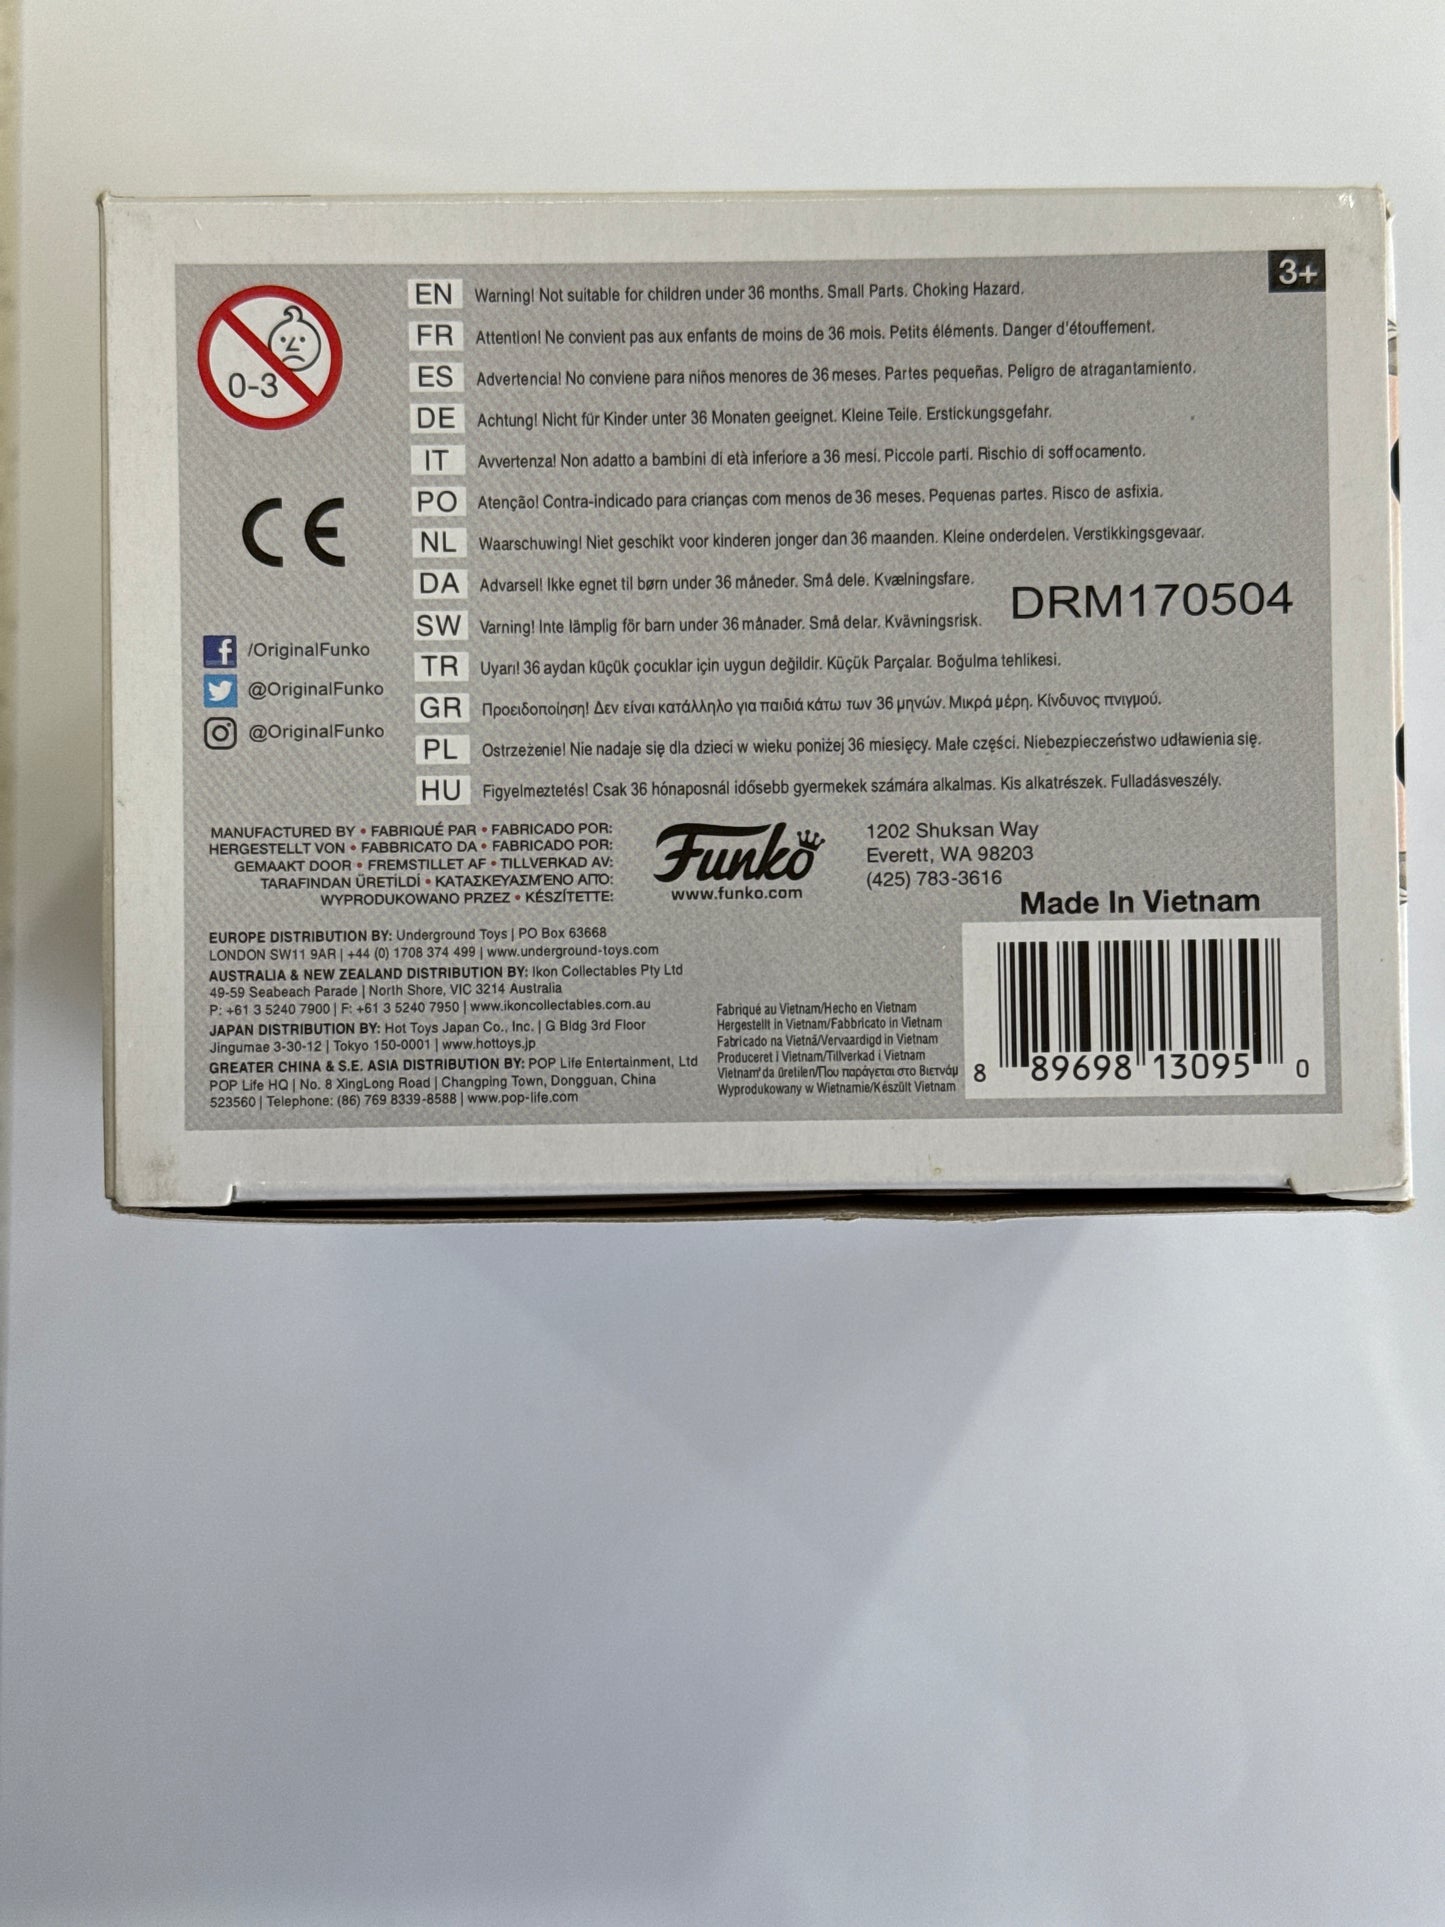 3+
0-3
EN Warning! Not suitable for children under 36 months. Small Parts. Choking Hazard.
FR Attention! Ne convient pas aux enfants de moins de 36 mois. Petits éléments. Danger d'étouffement.
ES Advertencia! No conviene para niños menores de 36 meses. Partes pequeñas. Peligro de atragantamiento.
DE Achtung! Nicht für Kinder unter 36 Monaten geeignet. Kleine Teile. Erstickungsgefahr.
IT Avvertenza! Non adatto a bambini di età inferiore a 36 mesi. Piccole parti. Rischio di soffocamento.
PO Atenção! Contra-indicado para crianças com menos de 36 meses. Pequenas partes. Risco de asfixia.
NL Waarschuwing! Niet geschikt voor kinderen jonger dan 36 maanden. Kleine onderdelen. Verstikkingsgevaar.
DA Advarsel! Ikke egnet til børn under 36 måneder. Små dele. Kvælningsfare.
SW Varning! Inte lämplig för barn under 36 månader. Små delar. Kvävningsrisk.
TR Uyarı! 36 aydan küçük çocuklar için uygun değildir. Küçük Parçalar. Boğulma tehlikesi.
GR Προειδοποίηση! Δεν είναι κατάλληλο για παιδιά κάτω των 36 μηνών. Μικρά μέρη. Κίνδυνος πνιγμού.
PL Ostrzeżenie! Nie nadaje się dla dzieci w wieku poniżej 36 miesięcy. Małe części. Niebezpieczeństwo udławienia się.
HU Figyelmeztetés! Csak 36 hónaposnál idősebb gyermekek számára alkalmas. Kis alkatrészek. Fulladásveszély.
CE
DRM170504
/OriginalFunko
@OriginalFunko
@OriginalFunko
MANUFACTURED BY • FABRIQUÉ PAR • FABRICADO POR:
HERGESTELLT VON • FABBRICATO DA • FABRICADO POR:
GEMAAKT DOOR • FREMSTILLET AF • TILLVERKAD AV:
TARAFINDAN ÜRETİLDİ • ΚΑΤΑΣΚΕΥΑΣΜΈΝΟ ΑΠΌ:
WYPRODUKOWANO PRZEZ • KÉSZÍTETTE:
Funko
www.funko.com
1202 Shuksan Way
Everett, WA 98203
(425) 783-3616
Made In Vietnam
EUROPE DISTRIBUTION BY: Underground Toys | PO Box 63668
LONDON SW11 9AR | +44 (0) 1708 374 499 | www.underground-toys.com
AUSTRALIA & NEW ZEALAND DISTRIBUTION BY: Ikon Collectables Pty Ltd
49-59 Seabeach Parade | North Shore, VIC 3214 Australia
P: +61 3 5240 7900 | F: +61 3 5240 7950 | www.ikoncollectables.com.au
JAPAN DISTRIBUTION BY: Hot Toys Japan Co., Inc. | G Bldg 3rd Floor
Jingumae 3-30-12 | Tokyo 150-0001 | www.hottoys.jp
GREATER CHINA & S.E. ASIA DISTRIBUTION BY: POP Life Entertainment, Ltd
POP Life HQ | No. 8 XingLong Road | Changping Town, Dongguan, China
523560 | Telephone: (86) 769 8339-8588 | www.pop-life.com
Fabriqué au Vietnam/Hecho en Vietnam
Hergestellt in Vietnam/Fabbricato in Vietnam
Fabricado na Vietnã/Vervaardigd in Vietnam
Produceret i Vietnam/Tillverkad i Vietnam
Vietnam'da üretilen/Που παράγεται στο Βιετνάμ
Wyprodukowany w Wietnamie/Készült Vietnam
8 89698 13095 0